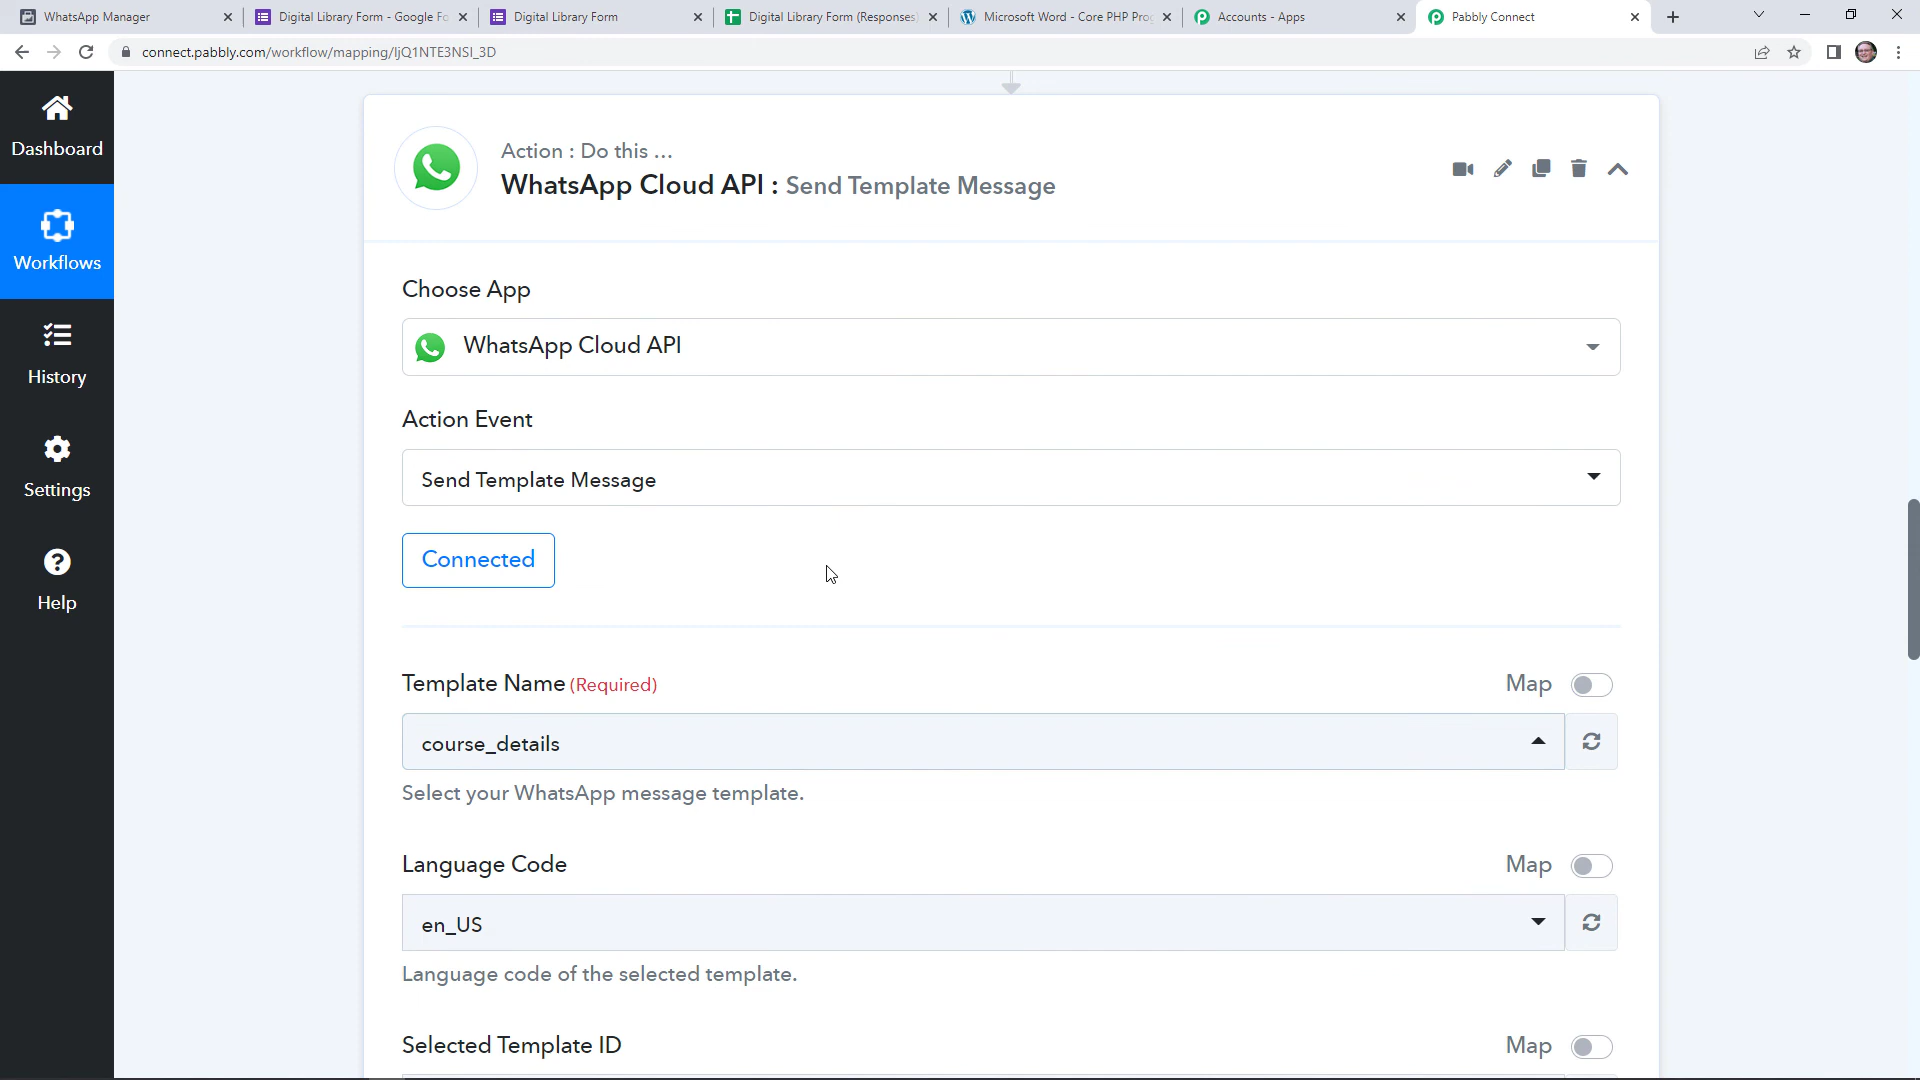 WhatsApp Manager
Digital Library Form - Google Fo
Digital Library Form
Digital Library Form (Responses)
Microsoft Word - Core PHP Prog
Accounts - Apps
Pabbly Connect
connect.pabbly.com/workflow/mapping/IjQ1NTE3NSI_3D
Dashboard
Workflows
History
Settings
Help
Action : Do this ...
WhatsApp Cloud API : Send Template Message
Choose App
WhatsApp Cloud API
Action Event
Send Template Message
Connected
Template Name (Required)
Map
course_details
Select your WhatsApp message template.
Language Code
Map
en_US
Language code of the selected template.
Selected Template ID
Map